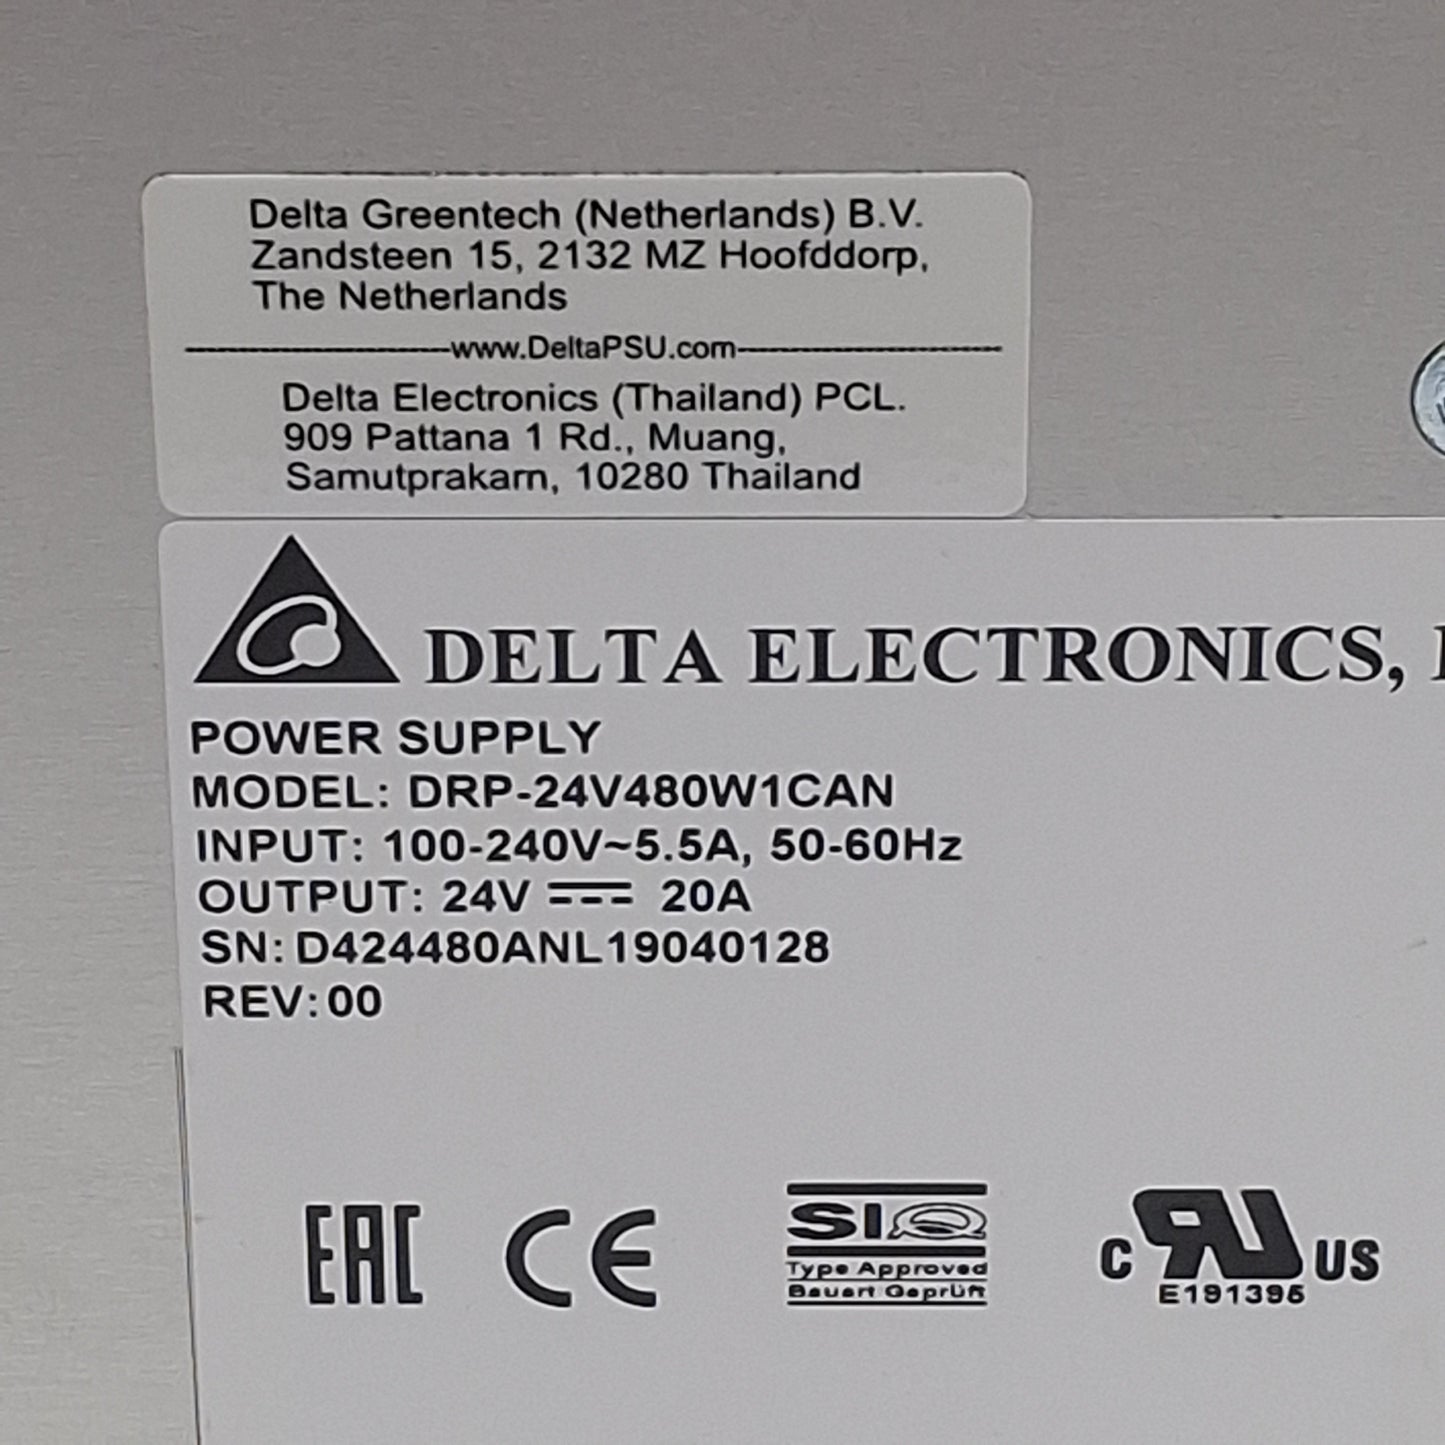 Delta Greentech (Netherlands) B.V.
Zandsteen 15, 2132 MZ Hoofddorp,
The Netherlands
www.DeltaPSU.com
Delta Electronics (Thailand) PCL.
909 Pattana 1 Rd., Muang,
Samutprakarn, 10280 Thailand
DELTA ELECTRONICS,
POWER SUPPLY
MODEL: DRP-24V480W1CAN
INPUT: 100-240V~5.5A, 50-60Hz
OUTPUT: 24V ⎓ 20A
SN: D424480ANL19040128
REV: 00
EAC CE SIQ
Type Approved
Bauart Geprüft
C RU US
E191395